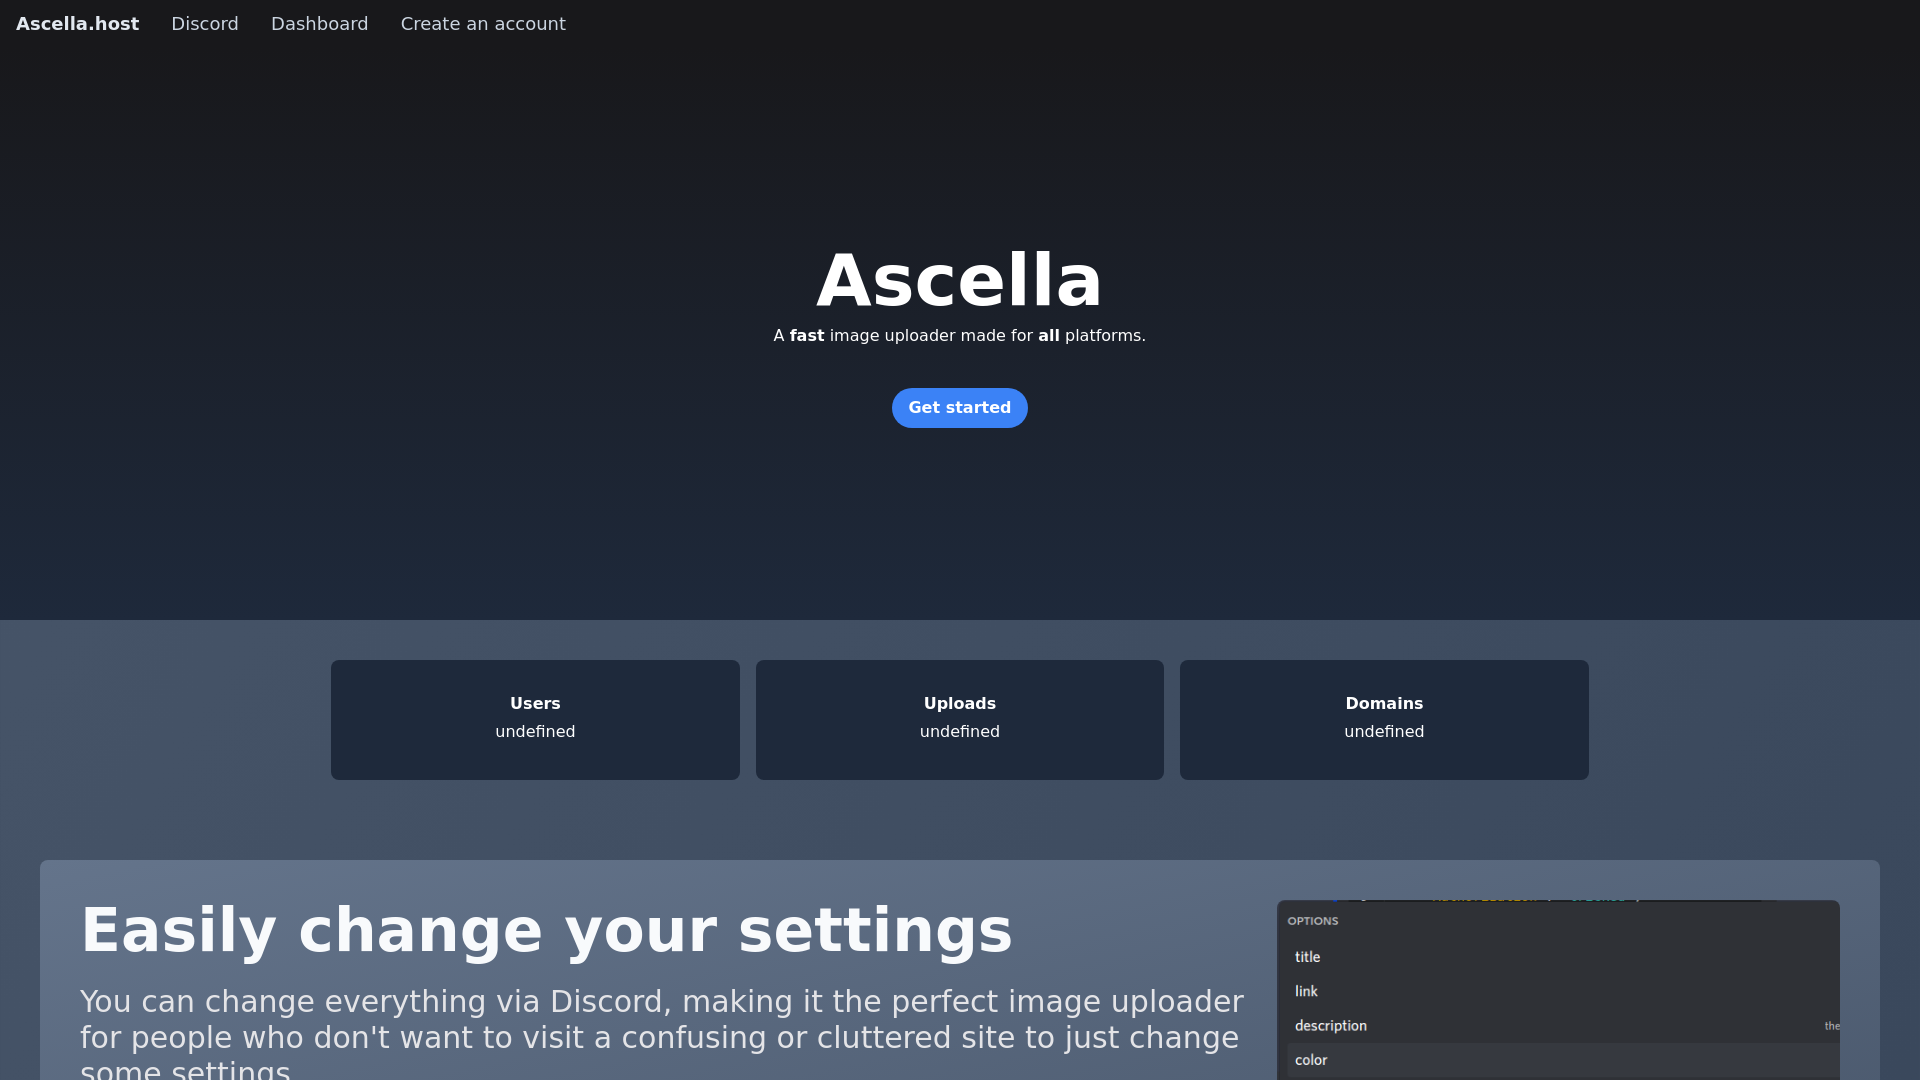 Ascella.host Discord Dashboard Create an account
Ascella
A fast image uploader made for all platforms.
Get started
Users
undefined
Uploads
undefined
Domains
undefined
Easily change your settings
You can change everything via Discord, making it the perfect image uploader
for people who don't want to visit a confusing or cluttered site to just change
some settings
OPTIONS
title
link
description
the
color